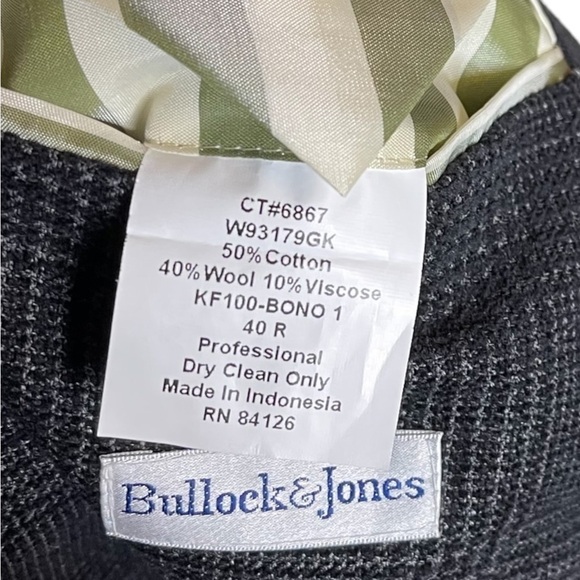 CT#6867
W93179GK
50% Cotton
40% Wool 10% Viscose
KF100-BONO 1
40 R
Professional
Dry Clean Only
Made In Indonesia
RN 84126
Bullock&Jones